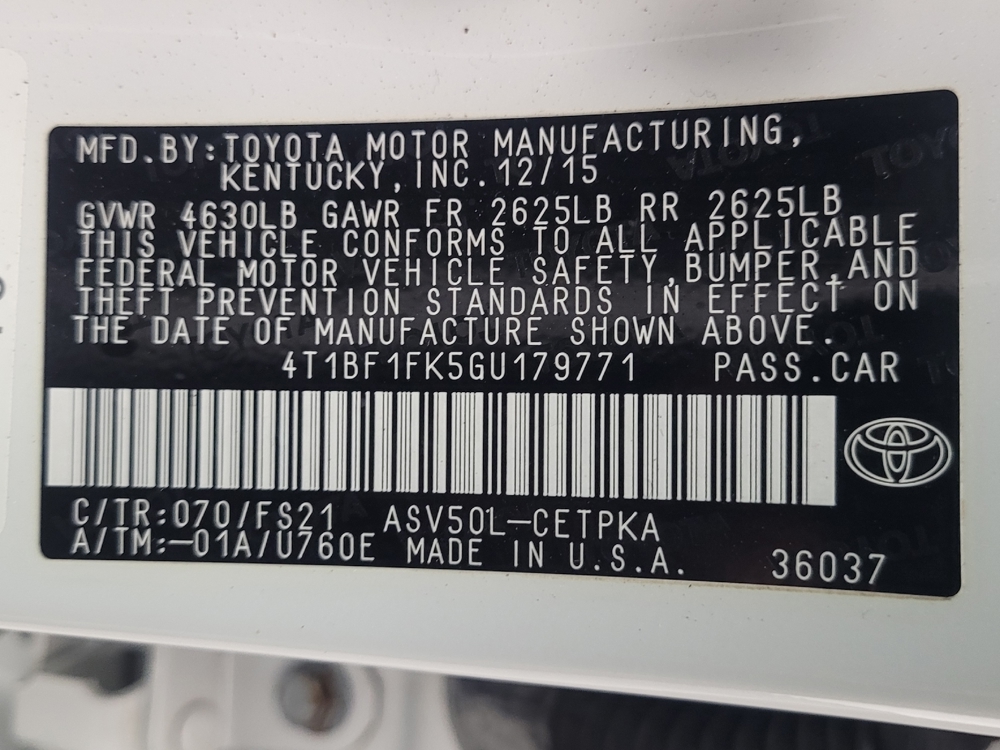 MFD.BY:TOYOTA MOTOR MANUFACTURING,
KENTUCKY,INC.12/15
GVWR 4630LB GAWR FR 2625LB RR 2625LB
THIS VEHICLE CONFORMS TO ALL APPLICABLE
FEDERAL MOTOR VEHICLE SAFETY,BUMPER,AND
THEFT PREVENTION STANDARDS IN EFFECT ON
THE DATE OF MANUFACTURE SHOWN ABOVE.
4T1BF1FK5GU179771 PASS.CAR
C/TR:070/FS21 ASV50L-CETPKA
A/TM:-01A/U760E MADE IN U.S.A. 36037